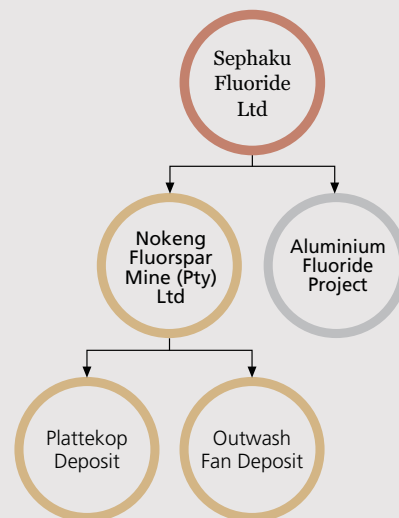 Sephaku
Fluoride
Ltd
Nokeng
Fluorspar
Mine (Pty)
Ltd
Aluminium
Fluoride
Project
Plattekop
Deposit
Outwash
Fan Deposit